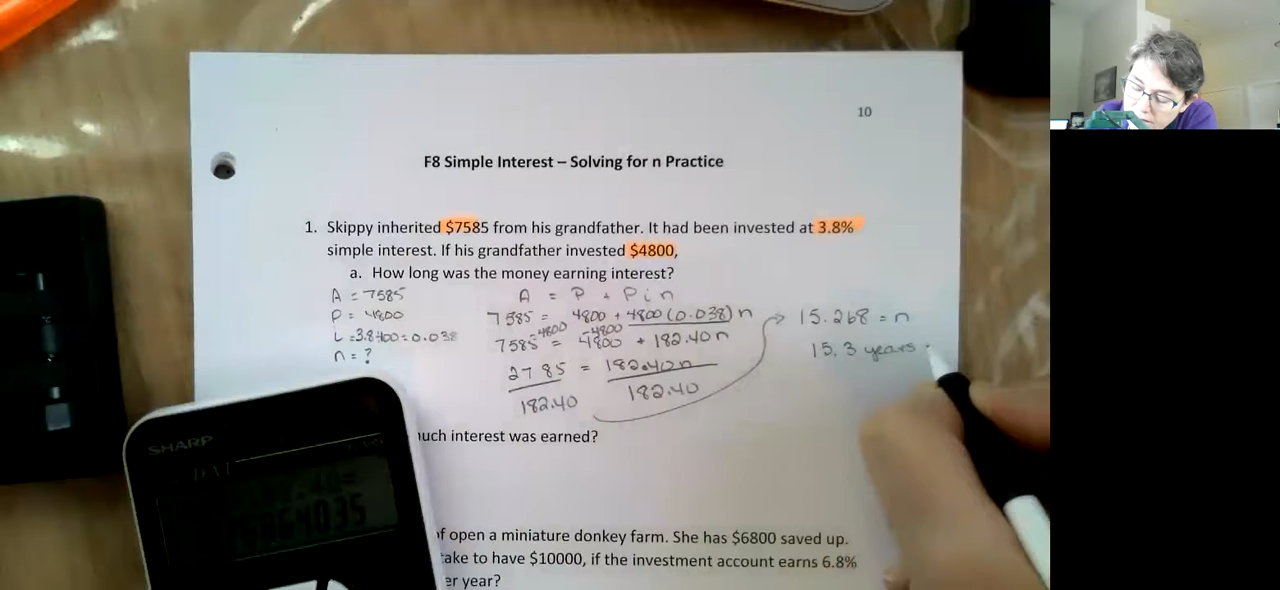 10
F8 Simple Interest – Solving for n Practice
1. Skippy inherited $7585 from his grandfather. It had been invested at 3.8%
simple interest. If his grandfather invested $4800,
a. How long was the money earning interest?
A = 7585
P = 4800
i = 3.8÷100 = 0.038
n = ?
A = P + Pin
7585 = 4800 + 4800(0.038)n
-4800 -4800
7585 = 4800 + 182.40n
2785 = 182.40n
182.40 182.40
15.268 = n
15.3 years
uch interest was earned?
SHARP
of open a miniature donkey farm. She has $6800 saved up.
take to have $10000, if the investment account earns 6.8%
er year?